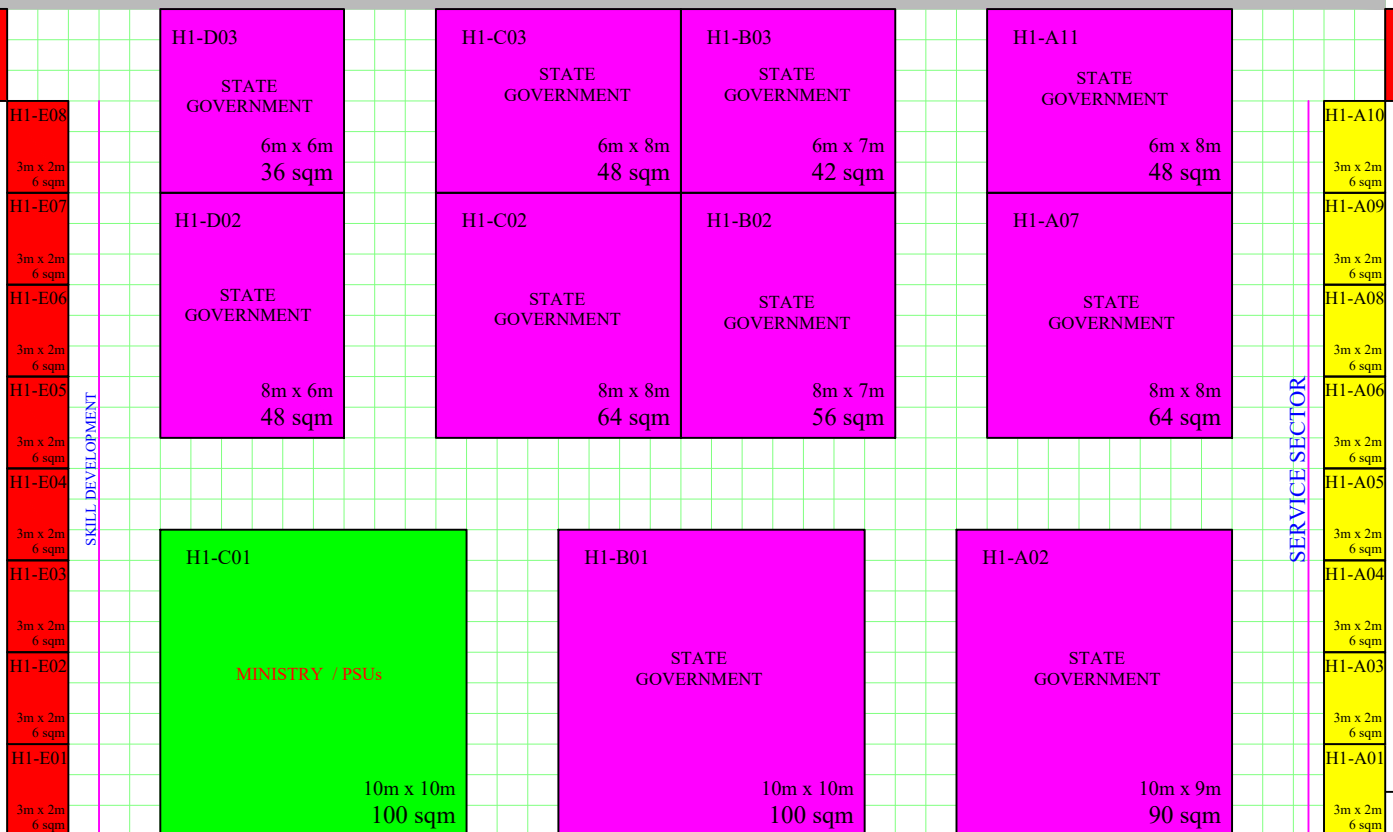 H1-D03
STATE
GOVERNMENT
6m x 6m
36 sqm
H1-C03
STATE
GOVERNMENT
6m x 8m
48 sqm
H1-B03
STATE
GOVERNMENT
6m x 7m
42 sqm
H1-A11
STATE
GOVERNMENT
6m x 8m
48 sqm
H1-D02
STATE
GOVERNMENT
8m x 6m
48 sqm
H1-C02
STATE
GOVERNMENT
8m x 8m
64 sqm
H1-B02
STATE
GOVERNMENT
8m x 7m
56 sqm
H1-A07
STATE
GOVERNMENT
8m x 8m
64 sqm
H1-C01
MINISTRY / PSUs
10m x 10m
100 sqm
H1-B01
STATE
GOVERNMENT
10m x 10m
100 sqm
H1-A02
STATE
GOVERNMENT
10m x 9m
90 sqm
H1-E08
3m x 2m
6 sqm
H1-E07
3m x 2m
6 sqm
H1-E06
3m x 2m
6 sqm
H1-E05
3m x 2m
6 sqm
H1-E04
3m x 2m
6 sqm
H1-E03
3m x 2m
6 sqm
H1-E02
3m x 2m
6 sqm
H1-E01
3m x 2m
6 sqm
SKILL DEVELOPMENT
SERVICE SECTOR
H1-A10
3m x 2m
6 sqm
H1-A09
3m x 2m
6 sqm
H1-A08
3m x 2m
6 sqm
H1-A06
3m x 2m
6 sqm
H1-A05
3m x 2m
6 sqm
H1-A04
3m x 2m
6 sqm
H1-A03
3m x 2m
6 sqm
H1-A01
3m x 2m
6 sqm